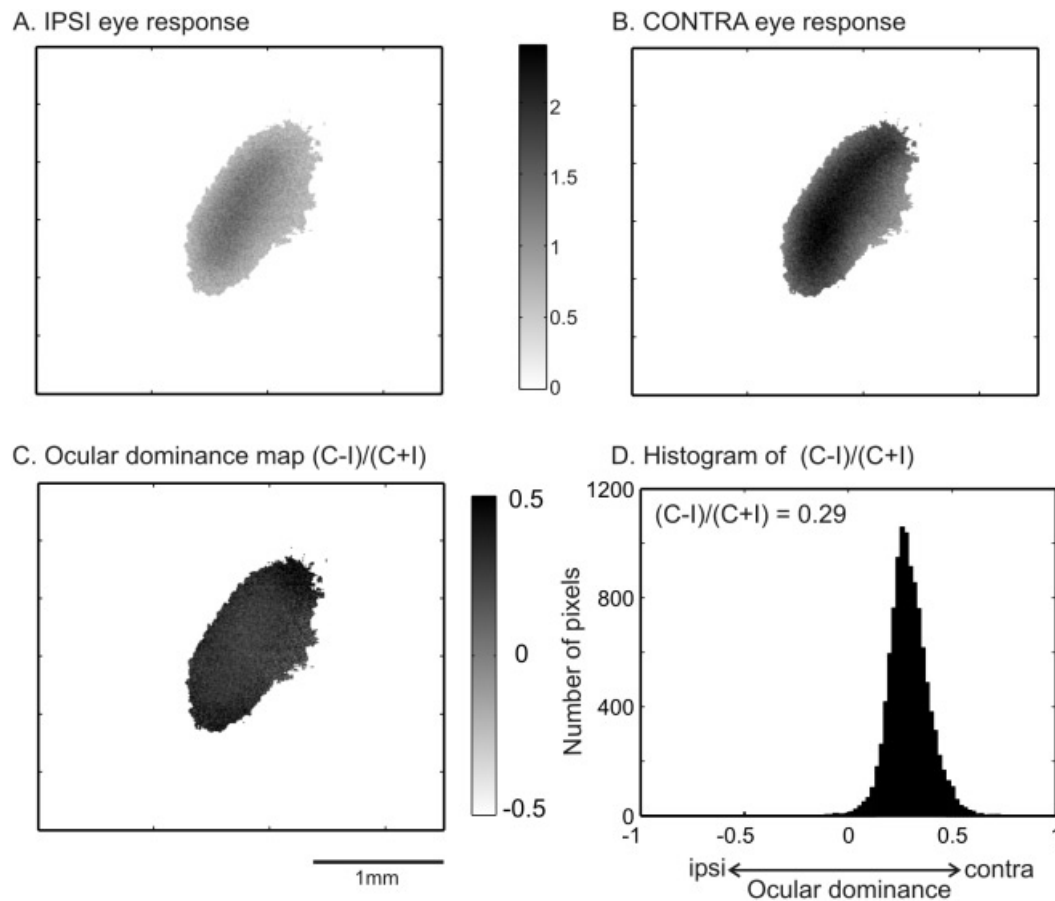 A. IPSI eye response
2
1.5
1
0.5
0
B. CONTRA eye response
C. Ocular dominance map (C-I)/(C+I)
0.5
0
-0.5
1mm
D. Histogram of (C-I)/(C+I)
(C-I)/(C+I) = 0.29
Number of pixels
1200
800
400
0
-1 -0.5 0 0.5 1
ipsi contra
Ocular dominance